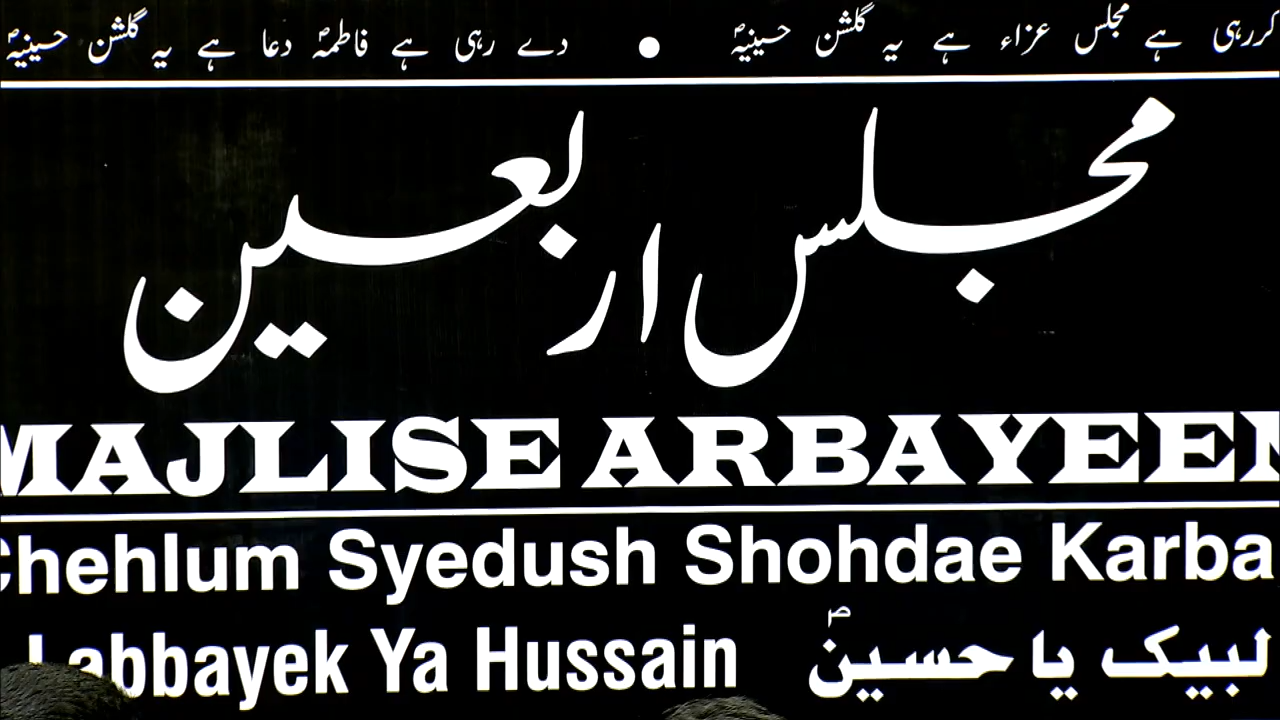 کررہی ہے مجلس عزاء ہے یہ گلشن حسینیہؑ ● دے رہی ہے فاطمہؑ دعا ہے یہ گلشن حسینیہؑ
مجلس اربعین
MAJLISE ARBAYEEN
Chehlum Syedush Shohdae Karba
Labbayek Ya Hussain لبیک یا حسینؑ